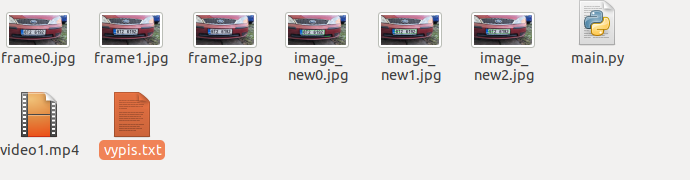 frame0.jpg frame1.jpg frame2.jpg image_ image_ image_ main.py
new0.jpg new1.jpg new2.jpg
video1.mp4 vypis.txt